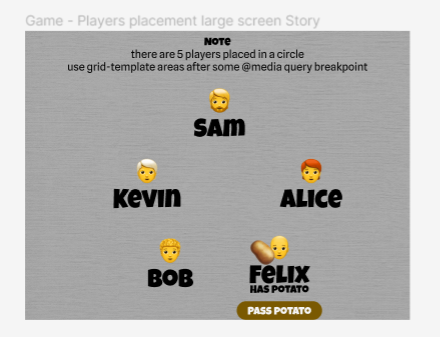 Game - Players placement large screen Story
Note
there are 5 players placed in a circle
use grid-template areas after some @media query breakpoint
Sam
Kevin
Alice
Bob
Felix
Has Potato
Pass Potato